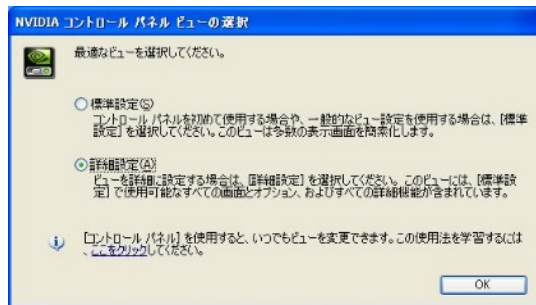 NVIDIA コントロール パネル ビューの選択
最適なビューを選択してください。
標準設定(S)
コントロール パネルを初めて使用する場合や、一般的なビュー設定を使用する場合は、[標準
設定] を選択してください。このビューは多数の表示画面を簡素化します。
詳細設定(A)
ビューを詳細に設定する場合は、[詳細設定] を選択してください。このビューには、[標準設
定] で使用可能なすべての画面とオプション、およびすべての詳細機能が含まれています。
[コントロール パネル] を使用すると、いつでもビューを変更できます。この使用法を学習するには
、ここをクリックしてください。
OK